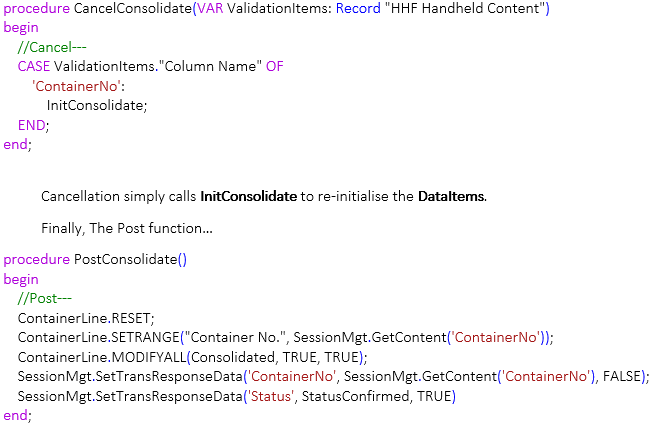 procedure CancelConsolidate(VAR ValidationItems: Record "HHF Handheld Content")
begin
//Cancel---
CASE ValidationItems."Column Name" OF
'ContainerNo':
InitConsolidate;
END;
end;
Cancellation simply calls InitConsolidate to re-initialise the DataItems.
Finally, The Post function...
procedure PostConsolidate()
begin
//Post---
ContainerLine.RESET;
ContainerLine.SETRANGE("Container No.", SessionMgt.GetContent('ContainerNo'));
ContainerLine.MODIFYALL(Consolidated, TRUE, TRUE);
SessionMgt.SetTransResponseData('ContainerNo', SessionMgt.GetContent('ContainerNo'), FALSE);
SessionMgt.SetTransResponseData('Status', StatusConfirmed, TRUE)
end;